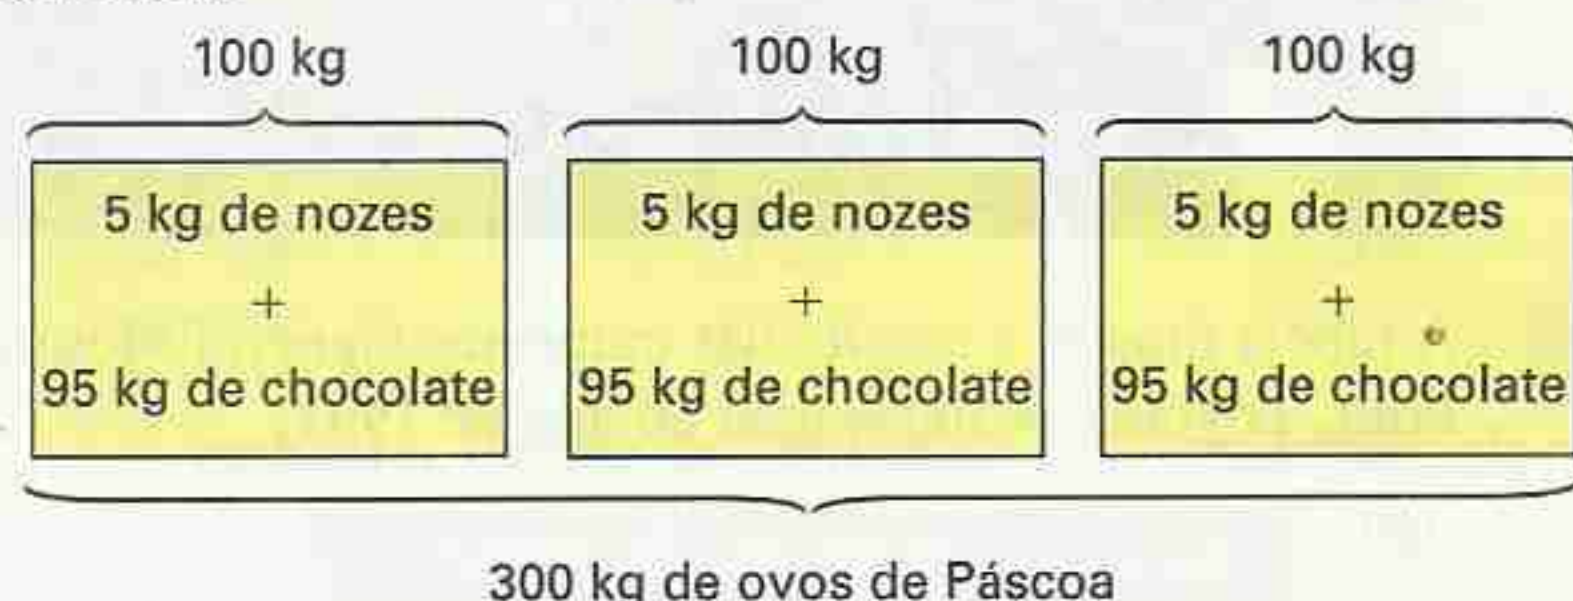 100 kg 100 kg 100 kg
5 kg de nozes 5 kg de nozes 5 kg de nozes
+ + +
95 kg de chocolate 95 kg de chocolate 95 kg de chocolate
300 kg de ovos de Páscoa